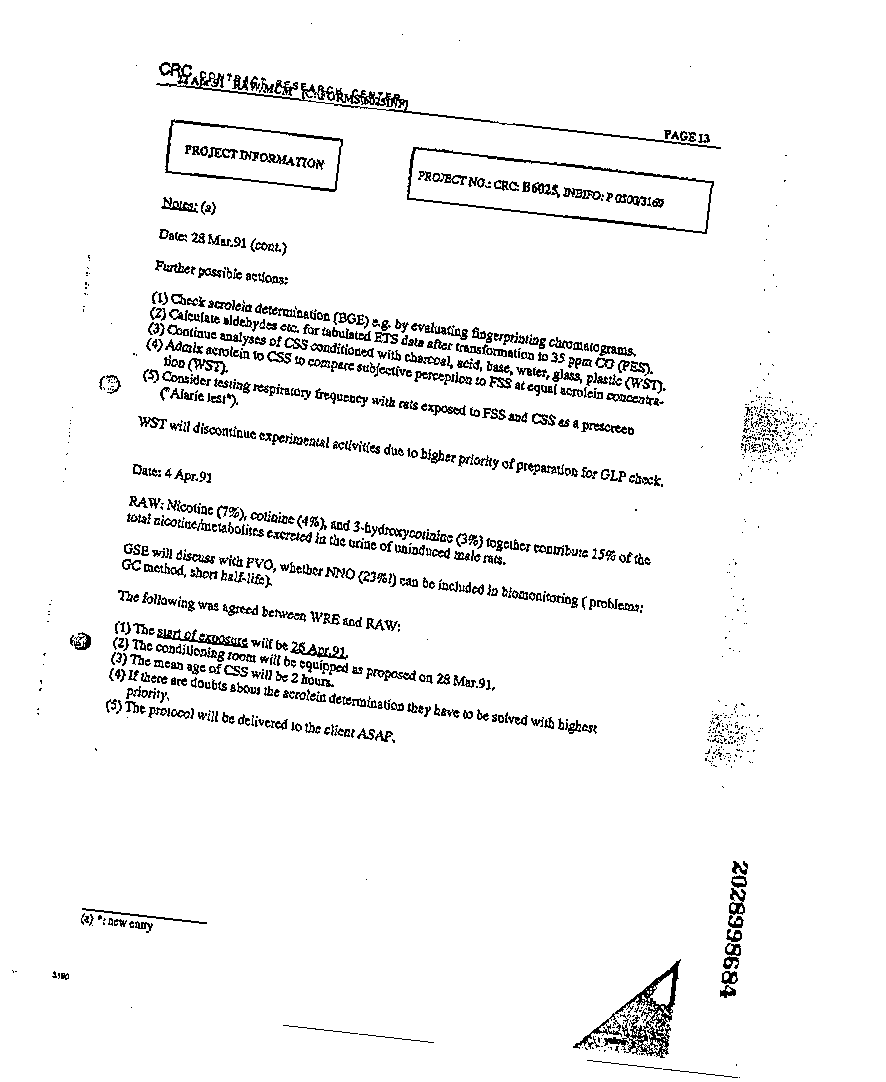 CRC CONTRACT RESEARCH CENTER
RAW/MCM
PAGE 13
PROJECT INFORMATION
PROJECT NO.: CRC: B6025, INBIFO: P 0500/3169
Notes: (a)
Date: 28 Mar.91 (cont.)
Further possible actions:
(1) Check acrolein determination (BGE) e.g. by evaluating fingerprinting chromatograms.
(2) Calculate aldehydes etc. for tabulated ETS data after transformation to 35 ppm CO (PES).
(3) Continue analyses of CSS conditioned with charcoal, acid, base, water, glass, plastic (WST).
(4) Admix acrolein to CSS to compare subjective perception to FSS at equal acrolein concentra-
tion (WST).
(5) Consider testing respiratory frequency with rats exposed to FSS and CSS as a prescreen
("Alarie test").
WST will discontinue experimental activities due to higher priority of preparation for GLP check.
Date: 4 Apr.91
RAW: Nicotine (7%), cotinine (4%), and 3-hydroxycotinine (3%) together contribute 15% of the
total nicotine/metabolites excreted in the urine of uninduced male rats.
GSE will discuss with PVO, whether NNO (23%!) can be included in biomonitoring ( problems:
GC method, short half-life).
The following was agreed between WRE and RAW:
(1) The start of exposure will be 26 Apr.91.
(2) The conditioning room will be equipped as proposed on 28 Mar.91.
(3) The mean age of CSS will be 2 hours.
(4) If there are doubts about the acrolein determination they have to be solved with highest
priority.
(5) The protocol will be delivered to the client ASAP.
(a) *: new entry
3190
2028998684